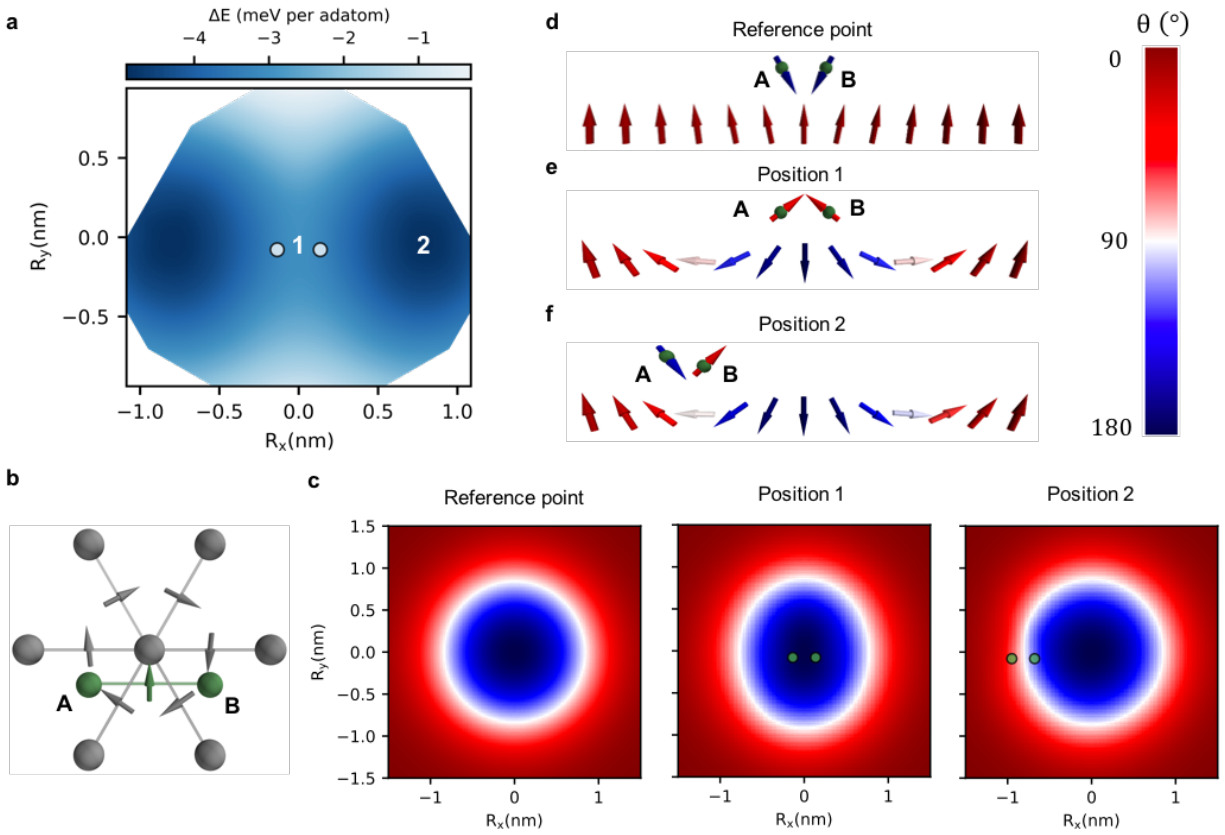 a
ΔE (meV per adatom)
−4 −3 −2 −1
0.5
0.0
−0.5
R_y(nm)
1
2
−1.0 −0.5 0.0 0.5 1.0
R_x(nm)
b
A
B
c
Reference point
Position 1
Position 2
1.5
1.0
0.5
0.0
−0.5
−1.0
−1.5
R_y(nm)
−1 0 1
−1 0 1
−1 0 1
R_x(nm)
R_x(nm)
R_x(nm)
d
Reference point
A
B
e
Position 1
A
B
f
Position 2
A
B
θ (°)
0
90
180